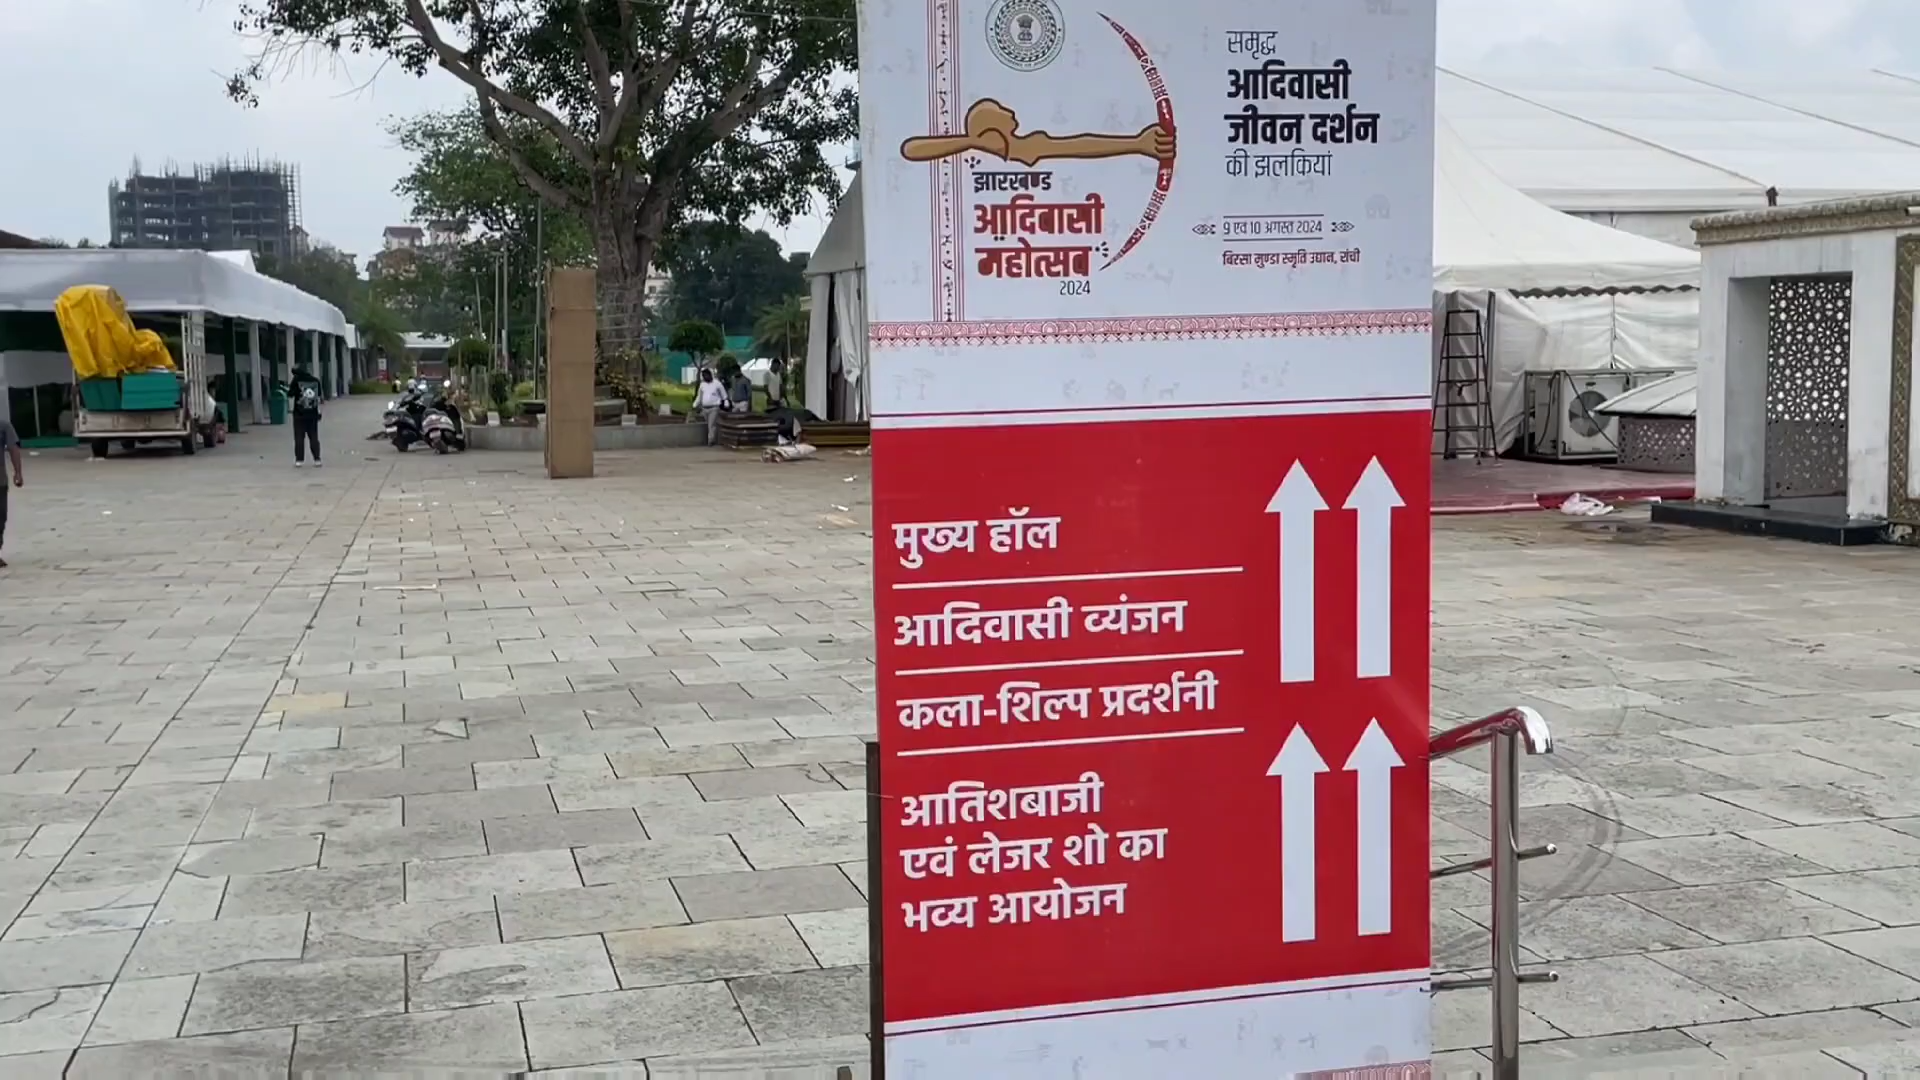 समृद्ध
आदिवासी
जीवन दर्शन
की झलकियां
झारखण्ड
आदिवासी
महोत्सव
2024
9 एवं 10 अगस्त 2024
बिरसा मुण्डा स्मृति उद्यान, रांची
मुख्य हॉल
आदिवासी व्यंजन
कला-शिल्प प्रदर्शनी
आतिशबाजी
एवं लेजर शो का
भव्य आयोजन